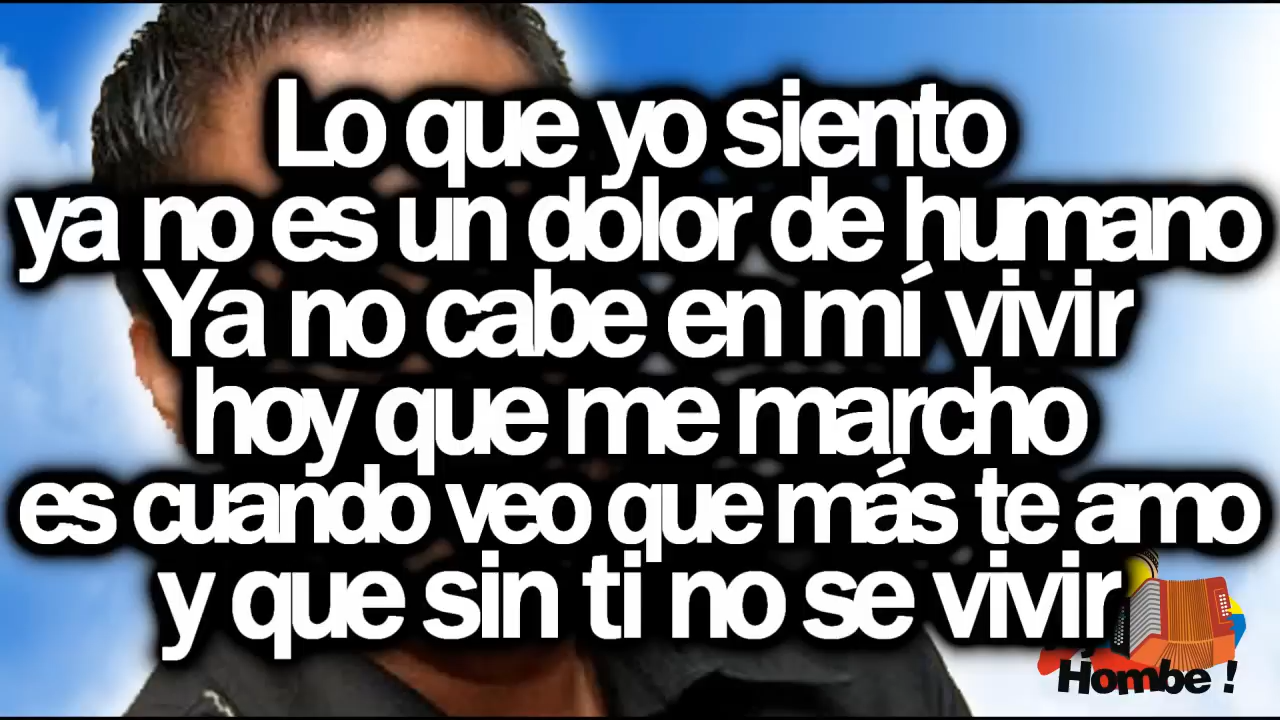 Lo que yo siento
ya no es un dolor de humano
Ya no cabe en mí vivir
hoy que me marcho
es cuando veo que más te amo
y que sin ti no se vivir
Hombe !